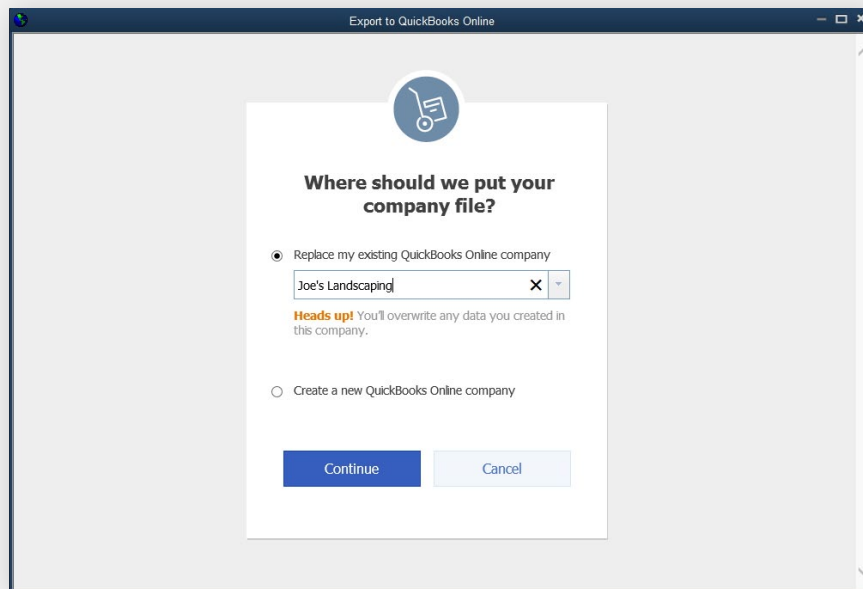 Export to QuickBooks Online
Where should we put your
company file?
Replace my existing QuickBooks Online company
Joe's Landscaping
Heads up! You'll overwrite any data you created in
this company.
Create a new QuickBooks Online company
Continue
Cancel